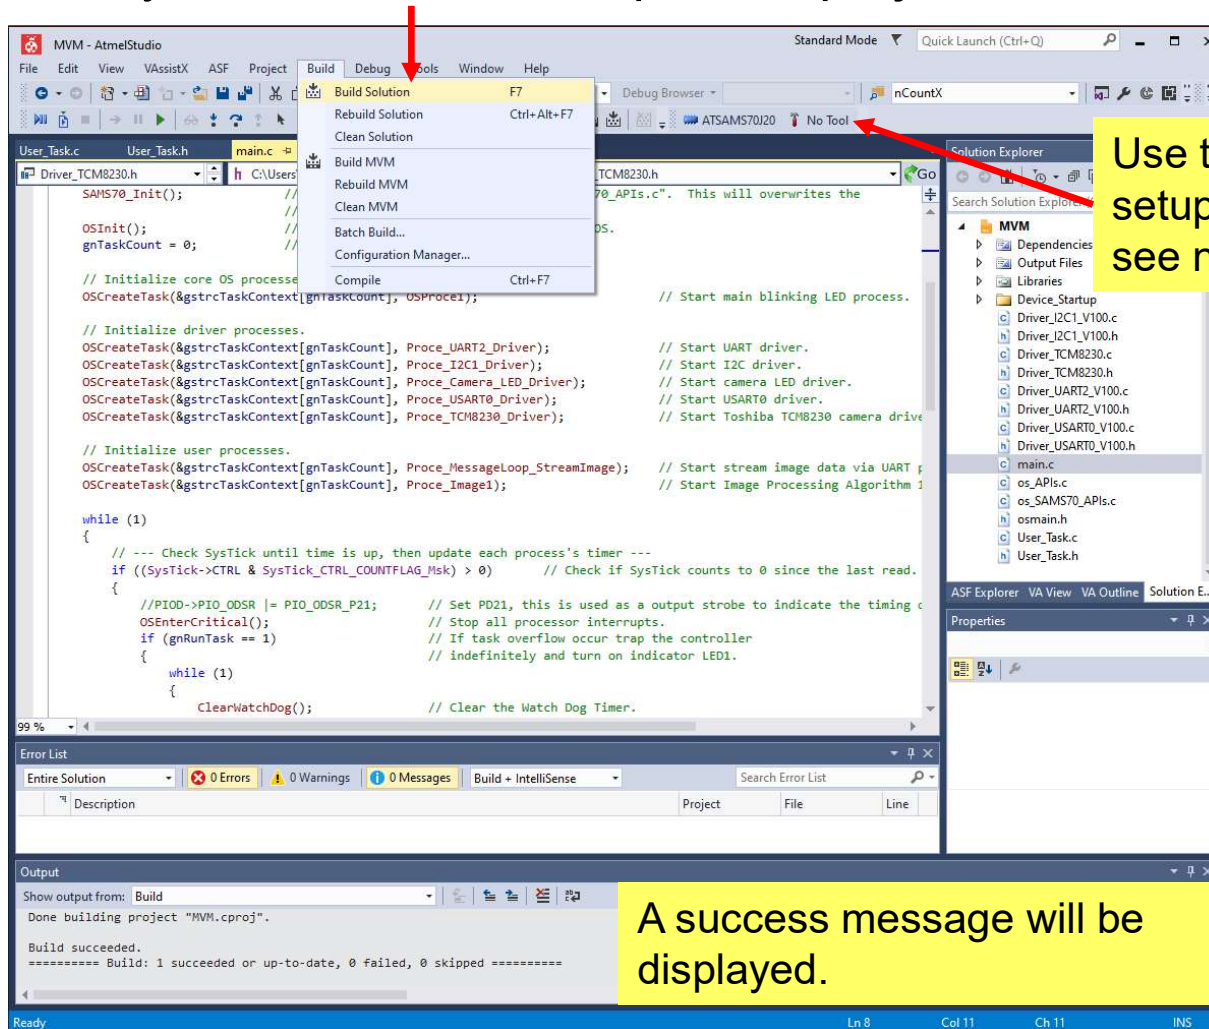 MVM - AtmelStudio
Standard Mode
Quick Launch (Ctrl+Q)
File Edit View VAssistX ASF Project Build Debug Tools Window Help
Build Solution F7
Rebuild Solution Ctrl+Alt+F7
Clean Solution
Build MVM
Rebuild MVM
Clean MVM
Batch Build...
Configuration Manager...
Compile Ctrl+F7
Debug Browser
nCountX
ATSAMS70J20 No Tool
User_Task.c User_Task.h main.c
Driver_TCM8230.h
h C:\Users
_TCM8230.h
Go
SAMS70_Init(); // 70_APIs.c". This will overwrites the
//
OSInit(); // OS.
gnTaskCount = 0; //
// Initialize core OS processe
OSCreateTask(&gstrcTaskContext[gnTaskCount], OSProce1); // Start main blinking LED process.
// Initialize driver processes.
OSCreateTask(&gstrcTaskContext[gnTaskCount], Proce_UART2_Driver); // Start UART driver.
OSCreateTask(&gstrcTaskContext[gnTaskCount], Proce_I2C1_Driver); // Start I2C driver.
OSCreateTask(&gstrcTaskContext[gnTaskCount], Proce_Camera_LED_Driver); // Start camera LED driver.
OSCreateTask(&gstrcTaskContext[gnTaskCount], Proce_USART0_Driver); // Start USART0 driver.
OSCreateTask(&gstrcTaskContext[gnTaskCount], Proce_TCM8230_Driver); // Start Toshiba TCM8230 camera drive
// Initialize user processes.
OSCreateTask(&gstrcTaskContext[gnTaskCount], Proce_MessageLoop_StreamImage); // Start stream image data via UART p
OSCreateTask(&gstrcTaskContext[gnTaskCount], Proce_Image1); // Start Image Processing Algorithm 1
while (1)
{
// --- Check SysTick until time is up, then update each process's timer ---
if ((SysTick->CTRL & SysTick_CTRL_COUNTFLAG_Msk) > 0) // Check if SysTick counts to 0 since the last read.
{
//PIOD->PIO_ODSR |= PIO_ODSR_P21; // Set PD21, this is used as a output strobe to indicate the timing o
OSEnterCritical(); // Stop all processor interrupts.
if (gnRunTask == 1) // If task overflow occur trap the controller
{ // indefinitely and turn on indicator LED1.
while (1)
{
ClearWatchDog(); // Clear the Watch Dog Timer.
99 %
Solution Explorer
Search Solution Explorer
MVM
Dependencies
Output Files
Libraries
Device_Startup
Driver_I2C1_V100.c
Driver_I2C1_V100.h
Driver_TCM8230.c
Driver_TCM8230.h
Driver_UART2_V100.c
Driver_UART2_V100.h
Driver_USART0_V100.c
Driver_USART0_V100.h
main.c
os_APIs.c
os_SAMS70_APIs.c
osmain.h
User_Task.c
User_Task.h
ASF Explorer VA View VA Outline Solution E...
Properties
Use t
setup
see n
Error List
Entire Solution 0 Errors 0 Warnings 0 Messages Build + IntelliSense Search Error List
Description Project File Line
Output
Show output from: Build
Done building project "MVM.cproj".
Build succeeded.
========== Build: 1 succeeded or up-to-date, 0 failed, 0 skipped ==========
A success message will be
displayed.
Ready Ln 8 Col 11 Ch 11 INS